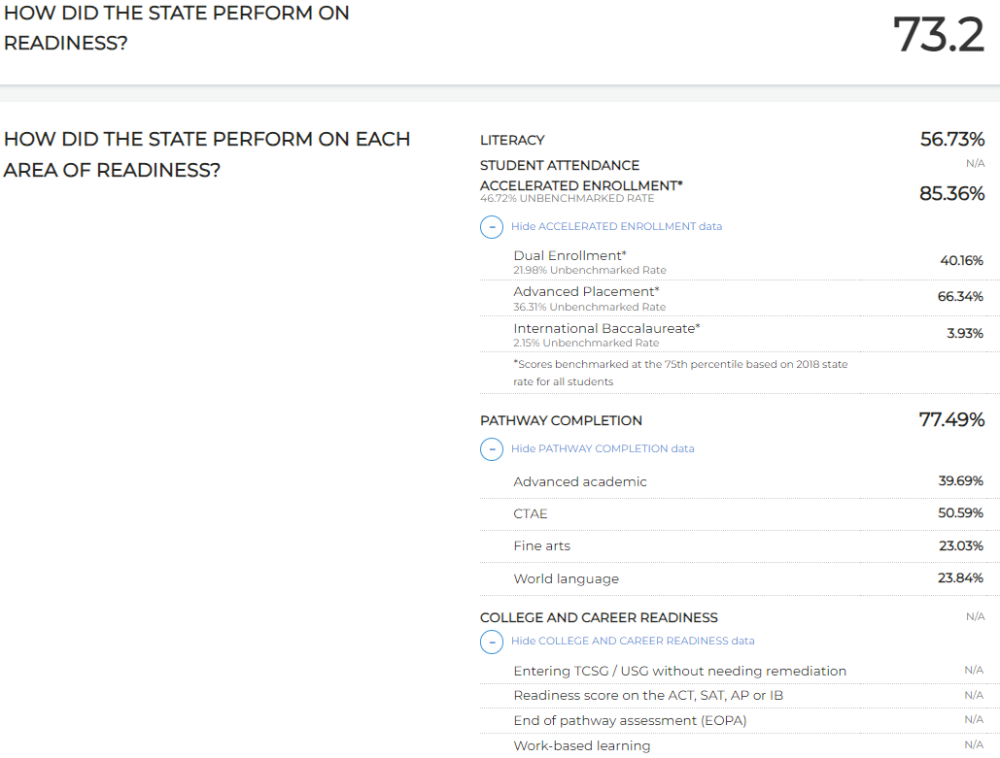 HOW DID THE STATE PERFORM ON
READINESS?
73.2
HOW DID THE STATE PERFORM ON EACH
AREA OF READINESS?
LITERACY 56.73%
STUDENT ATTENDANCE N/A
ACCELERATED ENROLLMENT* 85.36%
46.72% UNBENCHMARKED RATE
- Hide ACCELERATED ENROLLMENT data
Dual Enrollment* 40.16%
21.98% Unbenchmarked Rate
Advanced Placement* 66.34%
36.31% Unbenchmarked Rate
International Baccalaureate* 3.93%
2.15% Unbenchmarked Rate
*Scores benchmarked at the 75th percentile based on 2018 state
rate for all students
PATHWAY COMPLETION 77.49%
- Hide PATHWAY COMPLETION data
Advanced academic 39.69%
CTAE 50.59%
Fine arts 23.03%
World language 23.84%
COLLEGE AND CAREER READINESS N/A
- Hide COLLEGE AND CAREER READINESS data
Entering TCSG / USG without needing remediation N/A
Readiness score on the ACT, SAT, AP or IB N/A
End of pathway assessment (EOPA) N/A
Work-based learning N/A